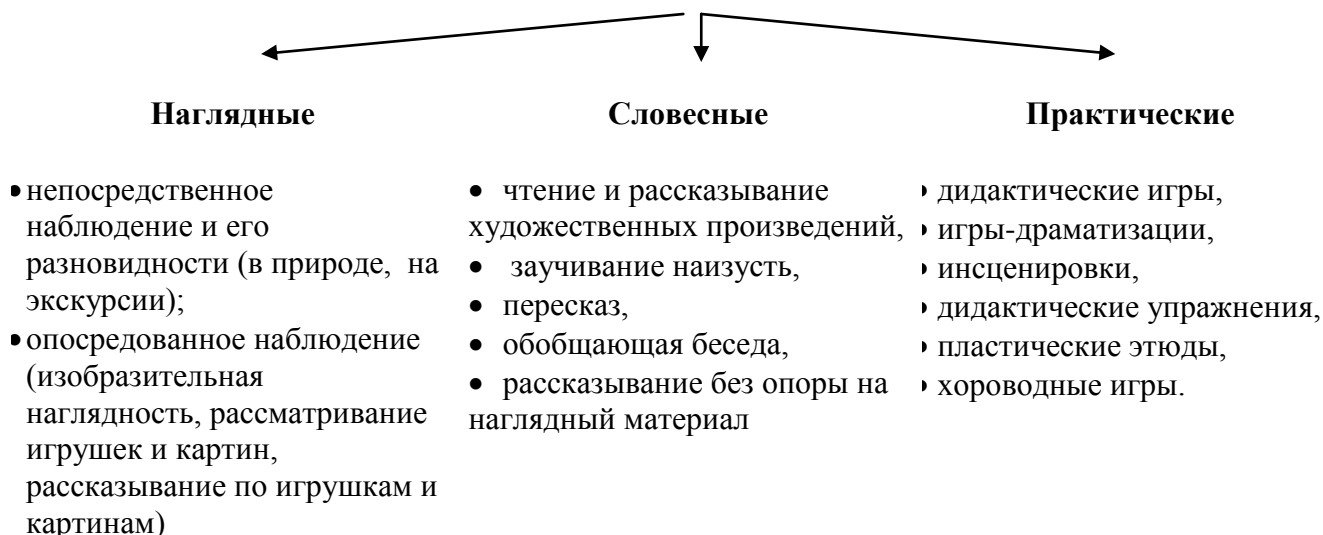 Наглядные
• непосредственное
наблюдение и его
разновидности (в природе, на
экскурсии);
• опосредованное наблюдение
(изобразительная
наглядность, рассматривание
игрушек и картин,
рассказывание по игрушкам и
картинам)
Словесные
• чтение и рассказывание
художественных произведений,
• заучивание наизусть,
• пересказ,
• обобщающая беседа,
• рассказывание без опоры на
наглядный материал
Практические
• дидактические игры,
• игры-драматизации,
• инсценировки,
• дидактические упражнения,
• пластические этюды,
• хороводные игры.